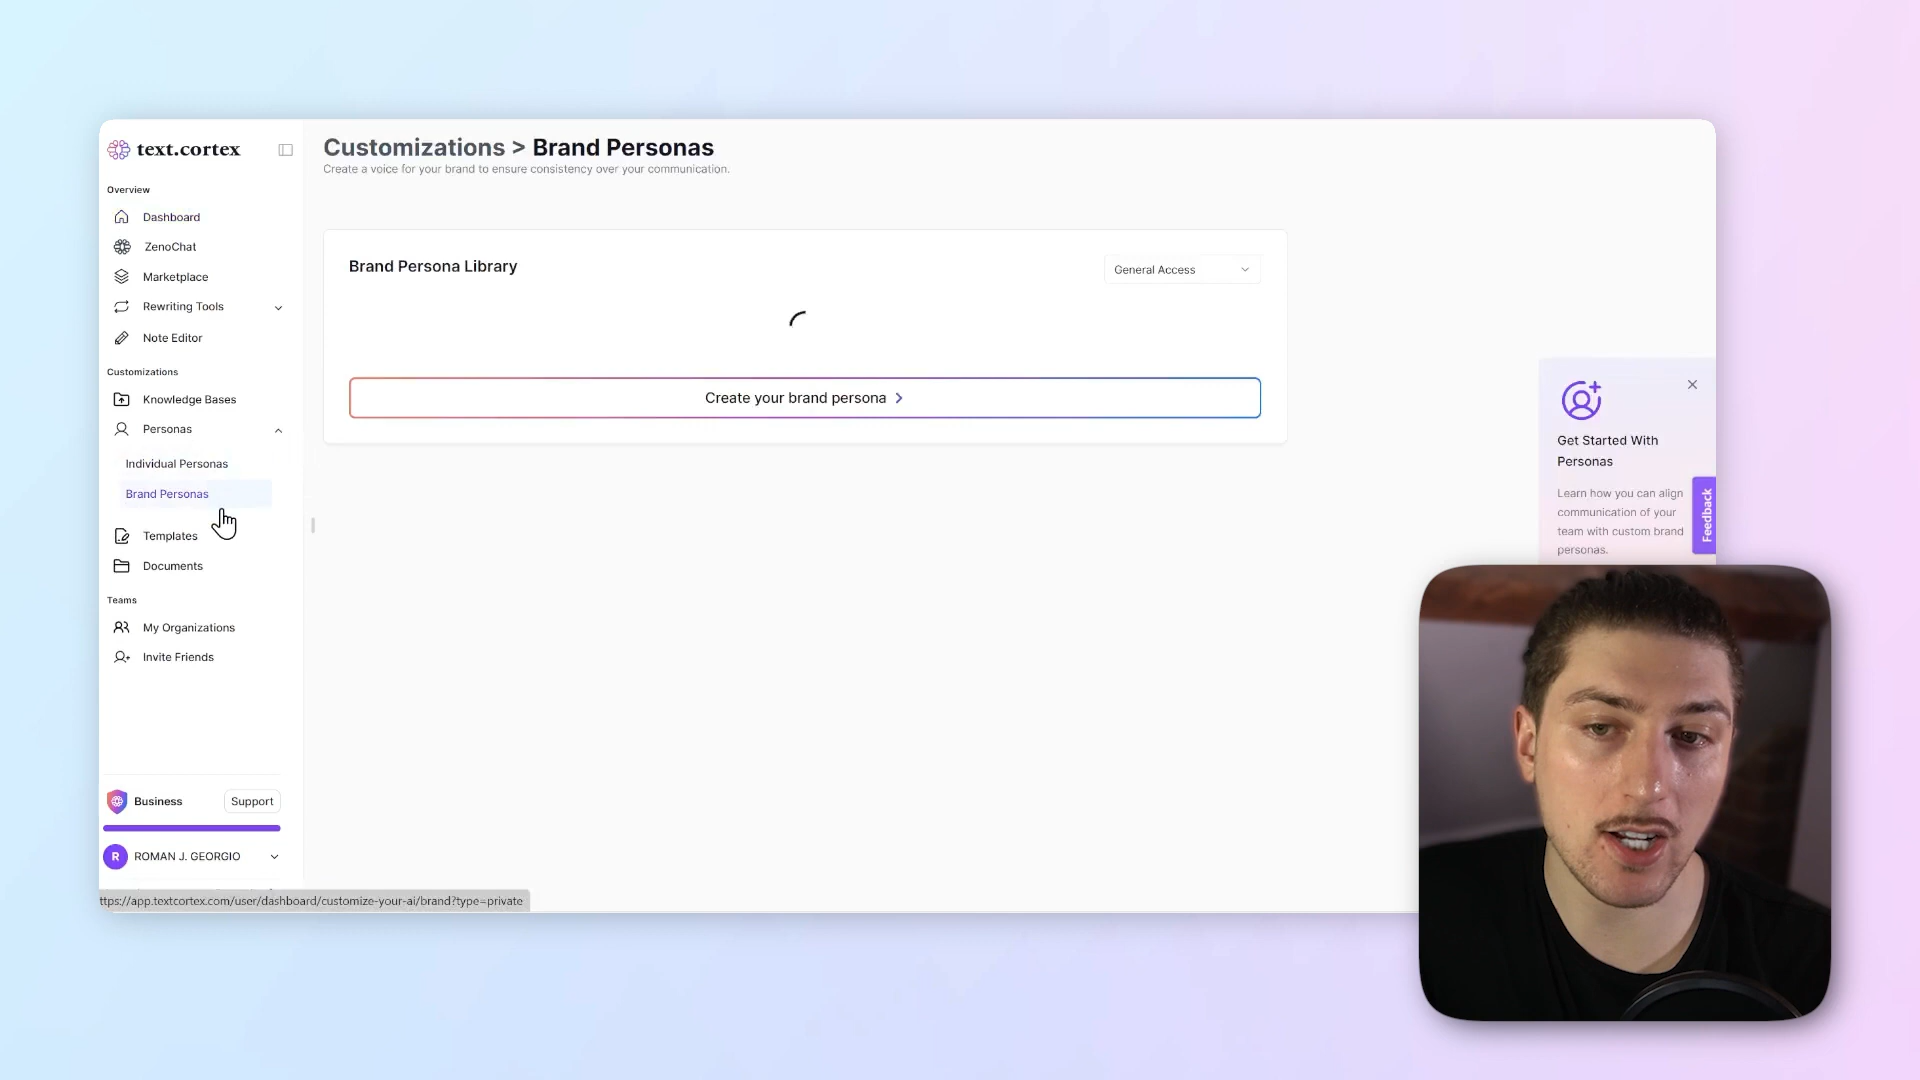 text.cortex
Overview
Dashboard
ZenoChat
Marketplace
Rewriting Tools
Note Editor
Customizations
Knowledge Bases
Personas
Individual Personas
Brand Personas
Templates
Documents
Teams
My Organizations
Invite Friends
Business
Support
R
ROMAN J. GEORGIO
ttps://app.textcortex.com/user/dashboard/customize-your-ai/brand?type=private
Customizations > Brand Personas
Create a voice for your brand to ensure consistency over your communication.
Brand Persona Library
General Access
Create your brand persona
Get Started With
Personas
Learn how you can align
communication of your
team with custom brand
personas.
Feedback